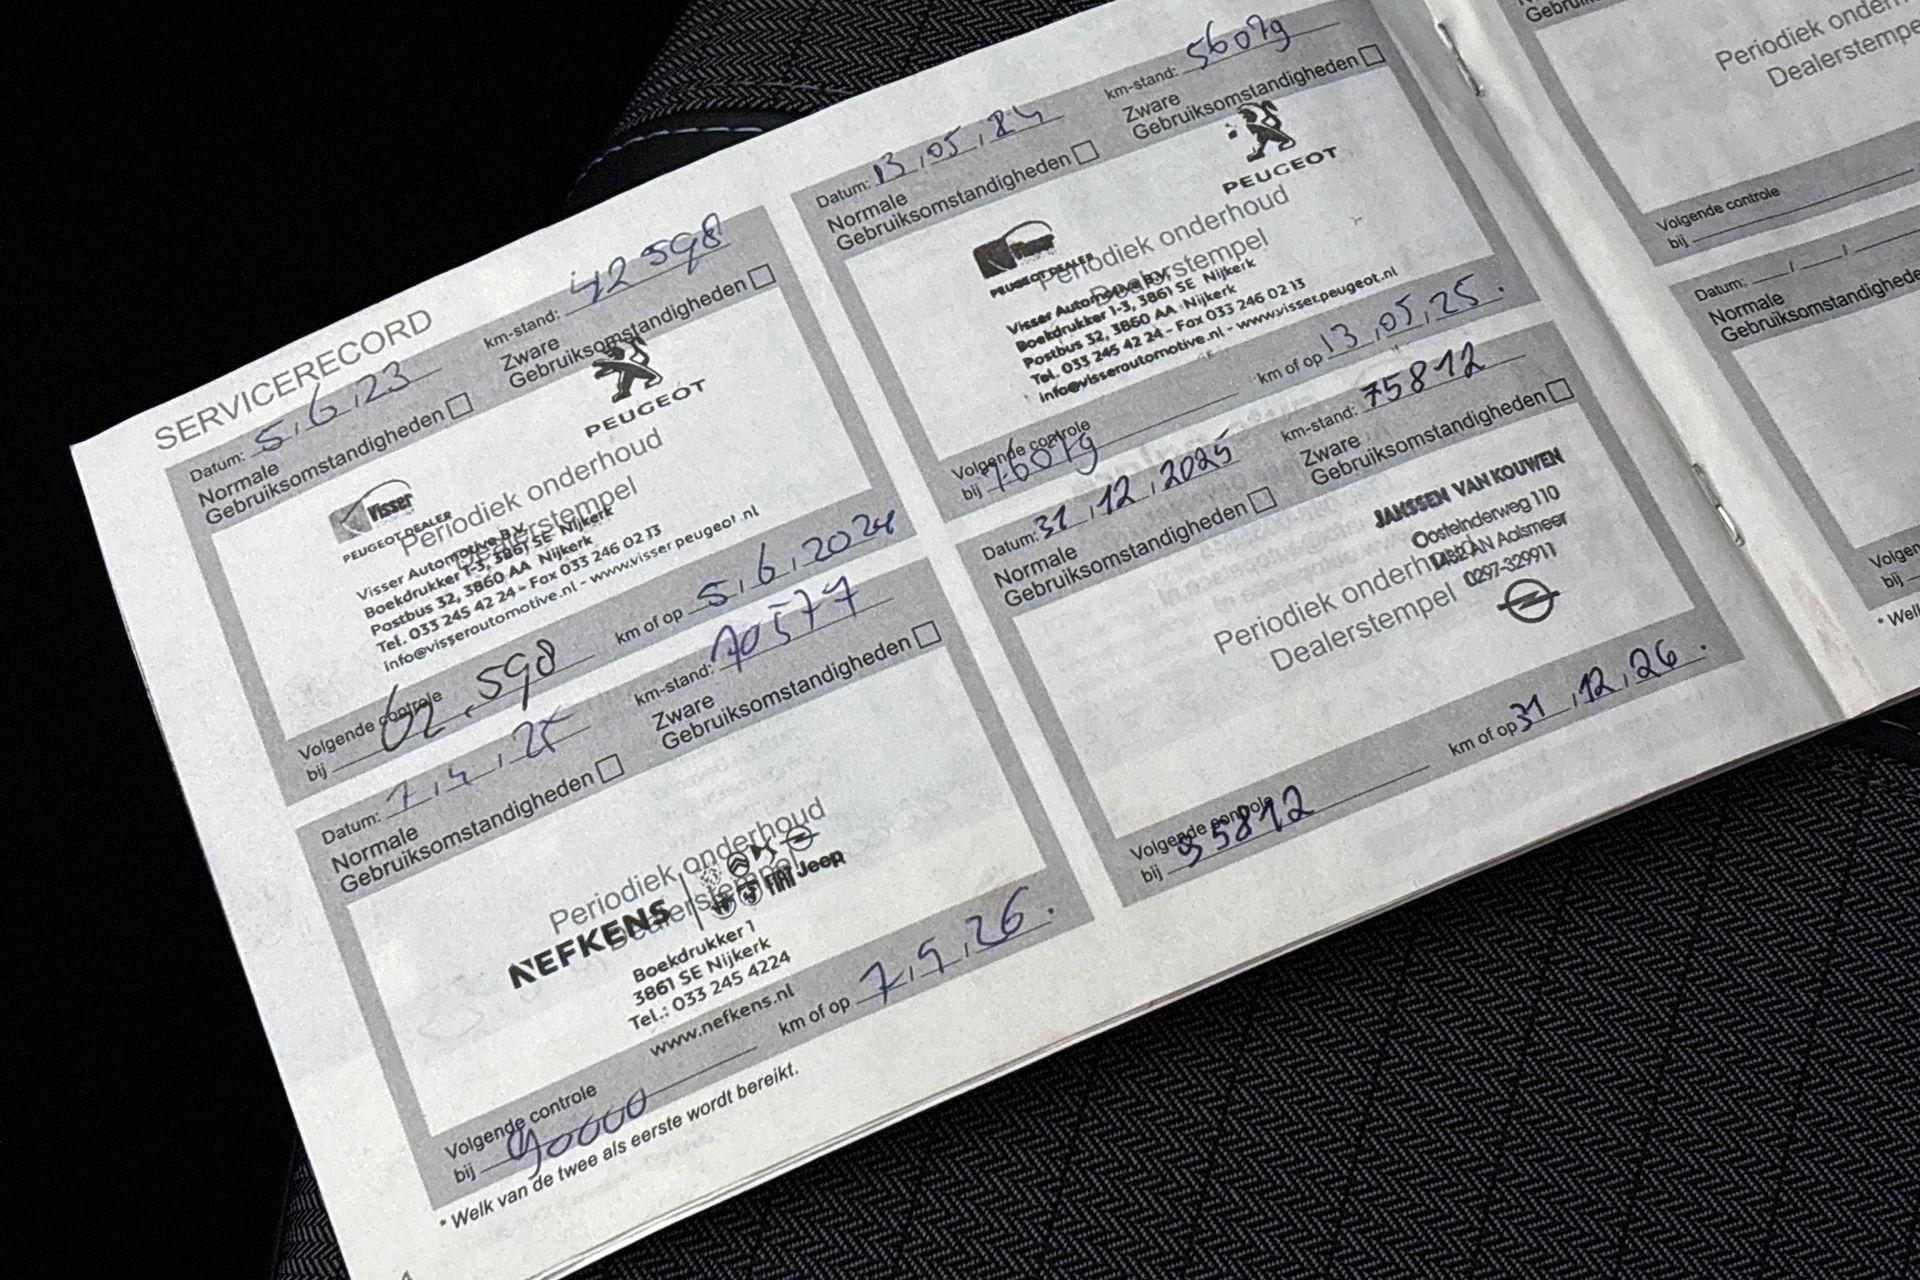 SERVICERECORD
Datum: 5.6.23
km-stand: 42598
Normale
Gebruiksomstandigheden
Zware
Gebruiksomstandigheden
PEUGEOT
Visser
PEUGEOT DEALER
Periodiek onderhoud
Dealerstempel
Visser Automotive B.V.
Boekdrukker 1-3, 3861 SE Nijkerk
Postbus 32, 3860 AA Nijkerk
Tel. 033 245 42 24 - Fax 033 246 02 13
info@visserautomotive.nl - www.visser.peugeot.nl
Volgende controle
bij 62.598 km of op 5.6.2024
Datum: 13.05.24
km-stand: 56079
Normale
Gebruiksomstandigheden
Zware
Gebruiksomstandigheden
PEUGEOT
Visser
PEUGEOT DEALER
Periodiek onderhoud
Dealerstempel
Visser Automotive B.V.
Boekdrukker 1-3, 3861 SE Nijkerk
Postbus 32, 3860 AA Nijkerk
Tel. 033 245 42 24 - Fax 033 246 02 13
info@visserautomotive.nl - www.visser.peugeot.nl
Volgende controle
bij 76079 km of op 13.05.25.
Datum: 7.4.25
km-stand: 70577
Normale
Gebruiksomstandigheden
Zware
Gebruiksomstandigheden
Periodiek onderhoud
Dealerstempel
NEFKENS
FIAT Jeep
Boekdrukker 1
3861 SE Nijkerk
Tel.: 033 245 4224
www.nefkens.nl
Volgende controle
bij 90000 km of op 7.4.26.
* Welk van de twee als eerste wordt bereikt.
Datum: 31.12.2025
km-stand: 75812
Normale
Gebruiksomstandigheden
Zware
Gebruiksomstandigheden
JANSSEN VAN KOUWEN
Oosteinderweg 110
1432 AN Aalsmeer
0297-329911
Periodiek onderhoud
Dealerstempel
Volgende controle
bij 95812 km of op 31.12.26.
Gebruiksomstandigheden
Periodiek onderhoud
Dealerstempel
Volgende controle
bij
Datum:
Normale
Gebruiksomstandigheden
bij